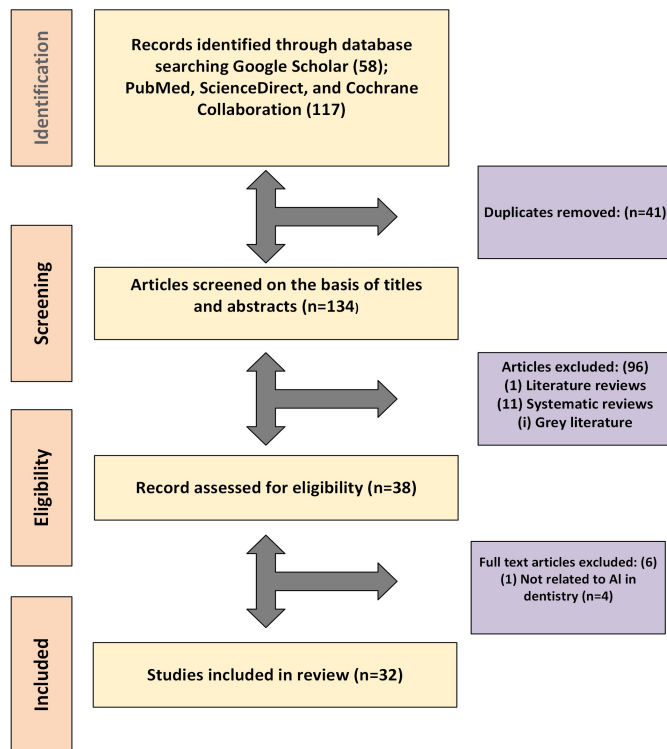 Identification
Records identified through database
searching Google Scholar (58);
PubMed, ScienceDirect, and Cochrane
Collaboration (117)
Duplicates removed: (n=41)
Screening
Articles screened on the basis of titles
and abstracts (n=134)
Articles excluded: (96)
(1) Literature reviews
(11) Systematic reviews
(i) Grey literature
Eligibility
Record assessed for eligibility (n=38)
Full text articles excluded: (6)
(1) Not related to AI in
dentistry (n=4)
Included
Studies included in review (n=32)